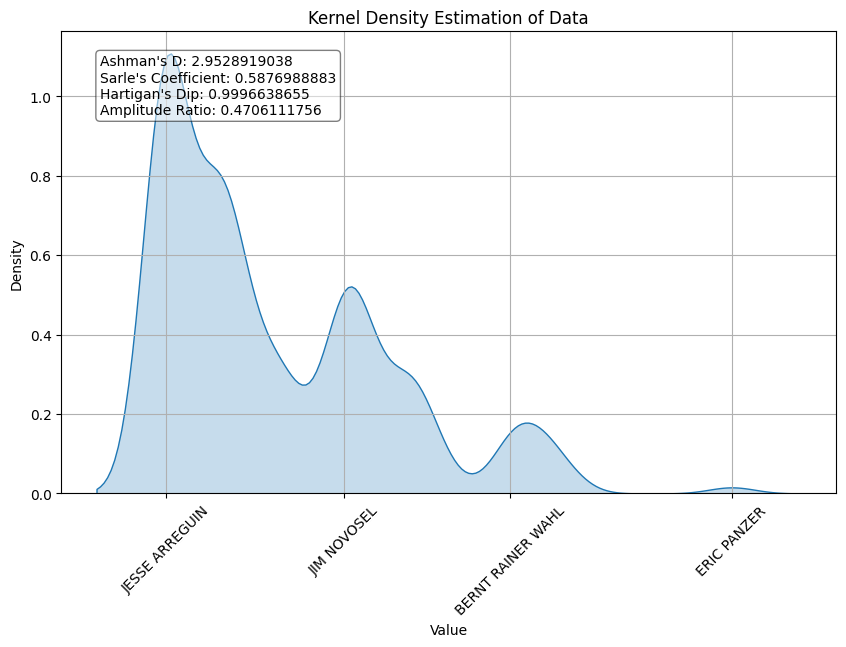 Kernel Density Estimation of Data
Ashman's D: 2.9528919038
Sarle's Coefficient: 0.5876988883
Hartigan's Dip: 0.9996638655
Amplitude Ratio: 0.4706111756
1.0
0.8
0.6
0.4
0.2
0.0
Density
JESSE ARREGUIN
JIM NOVOSEL
BERNT RAINER WAHL
ERIC PANZER
Value